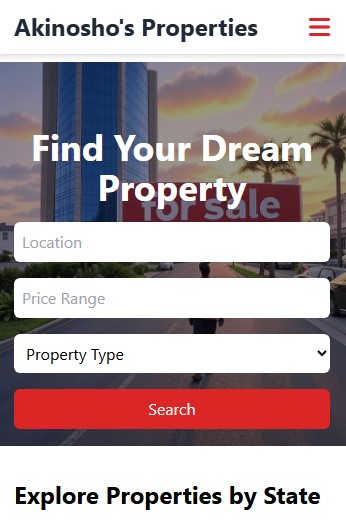 Akinosho's Properties
Find Your Dream
Property
for sale
Location
Price Range
Property Type
Search
Explore Properties by State